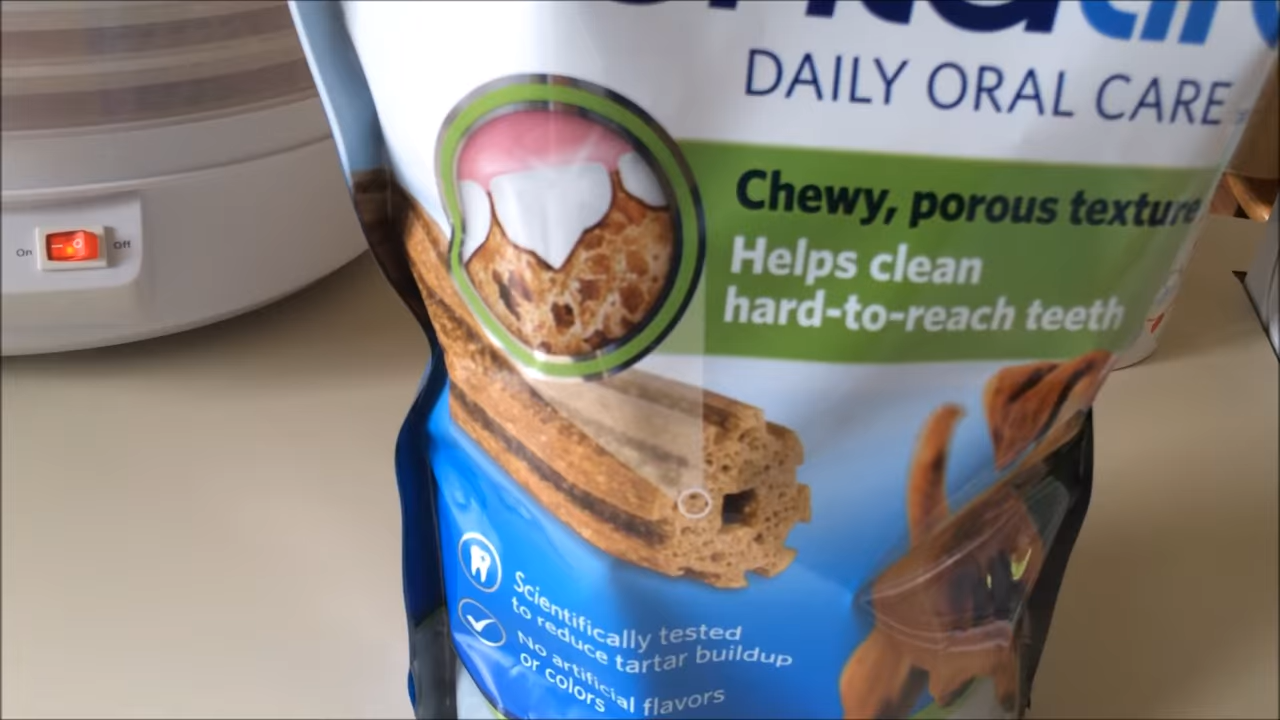 DAILY ORAL CARE
Chewy, porous texture
Helps clean
hard-to-reach teeth
On
Off
Scientifically tested
to reduce tartar buildup
No artificial flavors
or colors